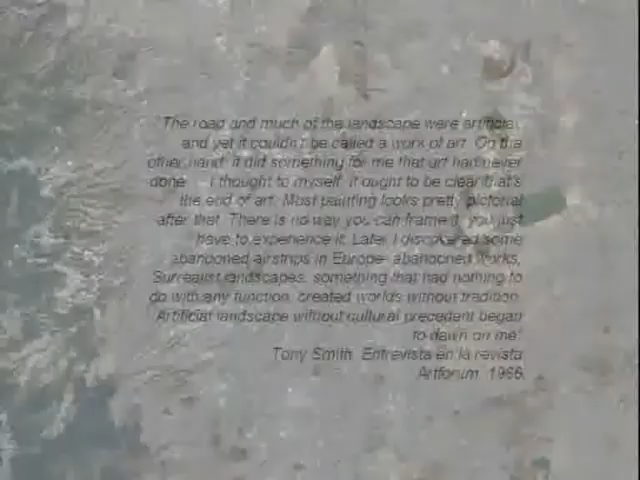 "The road and much of the landscape were artificial,
and yet it couldn't be called a work of art. On the
other hand, it did something for me that art had never
done... I thought to myself, it ought to be clear that's
the end of art. Most painting looks pretty pictorial
after that. There is no way you can frame it, you just
have to experience it. Later I discovered some
abandoned airstrips in Europe- abandoned works,
Surrealist landscapes, something that had nothing to
do with any function, created worlds without tradition.
Artificial landscape without cultural precedent began
to dawn on me"
Tony Smith. Entrevista en la revista
Artforum, 1966.